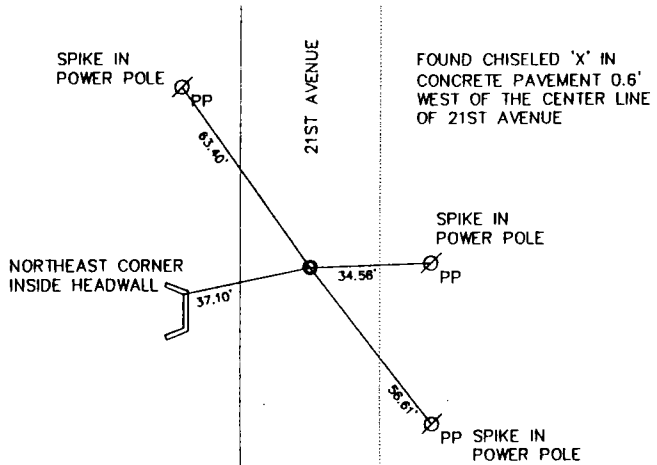 SPIKE IN
POWER POLE
PP
63.40'
21ST AVENUE
FOUND CHISELED 'X' IN
CONCRETE PAVEMENT 0.6'
WEST OF THE CENTER LINE
OF 21ST AVENUE
SPIKE IN
POWER POLE
PP
34.56'
NORTHEAST CORNER
INSIDE HEADWALL
37.10'
56.61'
PP SPIKE IN
POWER POLE